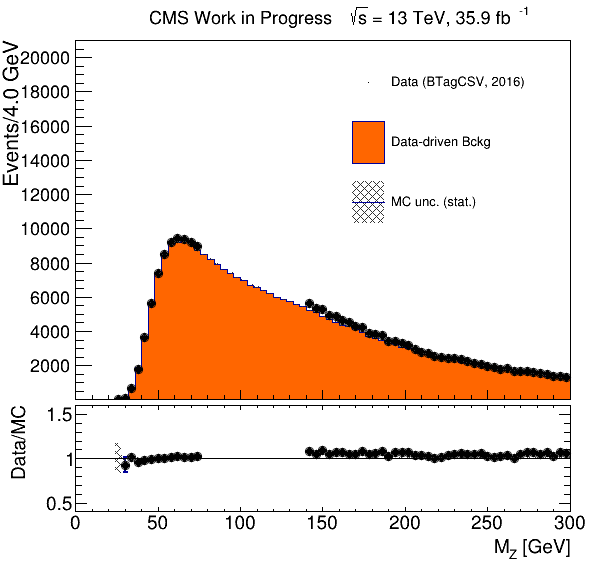 CMS Work in Progress √s = 13 TeV, 35.9 fb⁻¹
Events/4.0 GeV
20000
18000
16000
14000
12000
10000
8000
6000
4000
2000
Data (BTagCSV, 2016)
Data-driven Bckg
MC unc. (stat.)
Data/MC
1.5
1
0.5
0 50 100 150 200 250 300
M_Z [GeV]